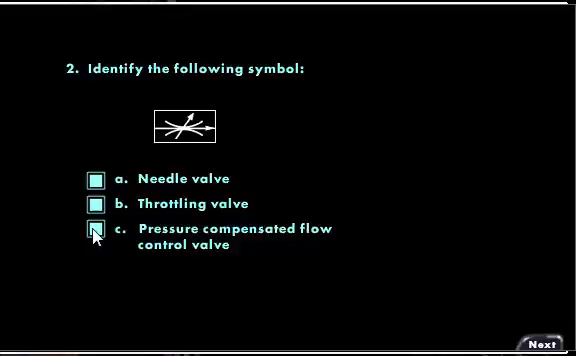 2. Identify the following symbol:
a. Needle valve
b. Throttling valve
c. Pressure compensated flow
control valve
Next